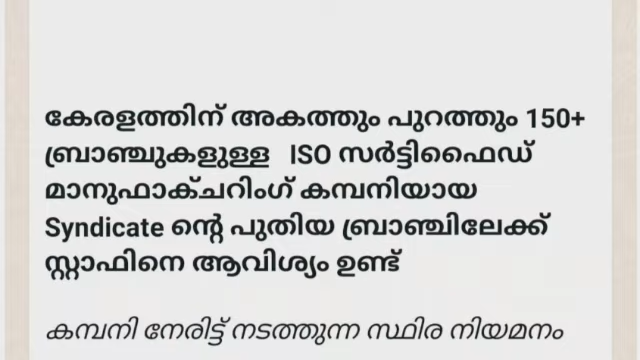 കേരളത്തിന് അകത്തും പുറത്തും 150+
ബ്രാഞ്ചുകളുള്ള ISO സർട്ടിഫൈഡ്
മാനുഫാക്ചറിംഗ് കമ്പനിയായ
Syndicate ന്റെ പുതിയ ബ്രാഞ്ചിലേക്ക്
സ്റ്റാഫിനെ ആവിശ്യം ഉണ്ട്
കമ്പനി നേരിട്ട് നടത്തുന്ന സ്ഥിര നിയമനം